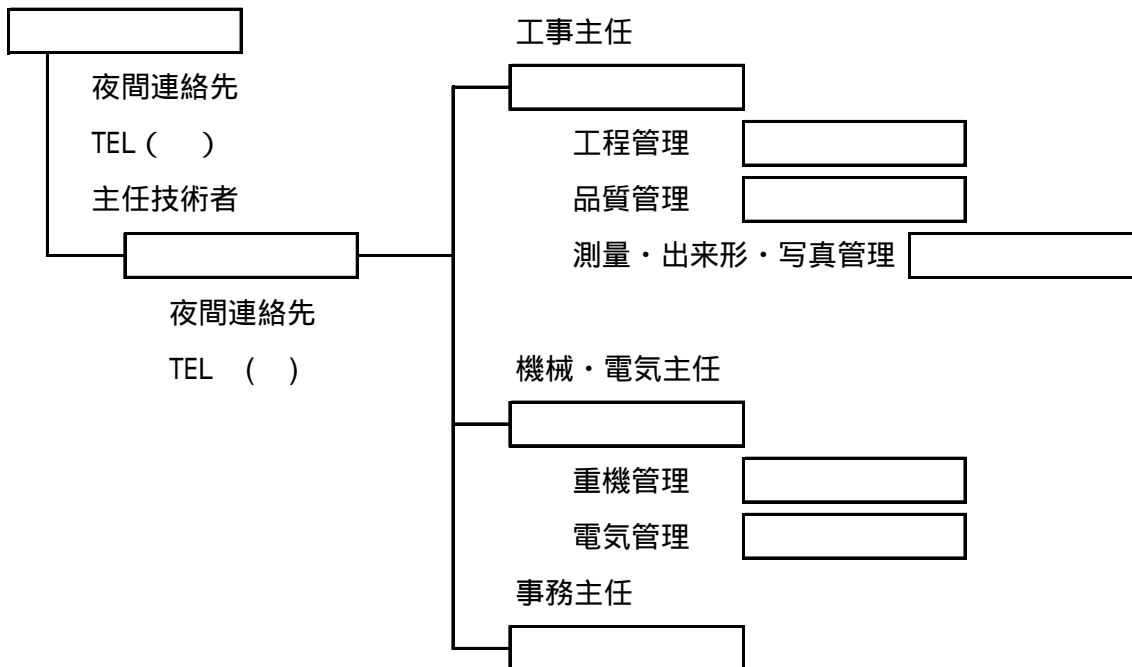 工事主任
夜間連絡先
TEL (　)
工程管理
主任技術者
品質管理
測量・出来形・写真管理
夜間連絡先
TEL (　)
機械・電気主任
重機管理
電気管理
事務主任